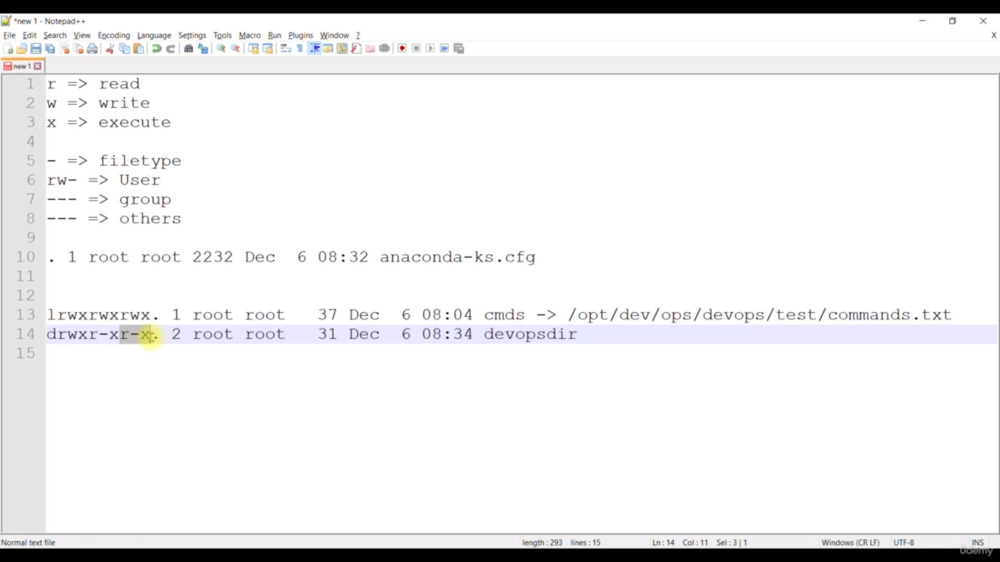 *new 1 - Notepad++
File Edit Search View Encoding Language Settings Tools Macro Run Plugins Window ? X
new 1
1 r => read
2 w => write
3 x => execute
4
5 - => filetype
6 rw- => User
7 --- => group
8 --- => others
9
10 . 1 root root 2232 Dec  6 08:32 anaconda-ks.cfg
11
12
13 lrwxrwxrwx. 1 root root   37 Dec  6 08:04 cmds -> /opt/dev/ops/devops/test/commands.txt
14 drwxr-xr-x. 2 root root   31 Dec  6 08:34 devopsdir
15
Normal text file length : 293 lines : 15 Ln : 14 Col : 11 Sel : 3 | 1 Windows (CR LF) UTF-8 INS
ûdemy